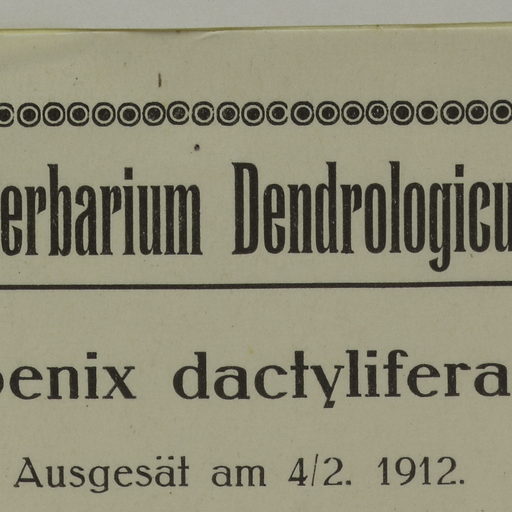 erbarium Dendrologicu
oenix dactylifera
Ausgesät am 4/2. 1912.